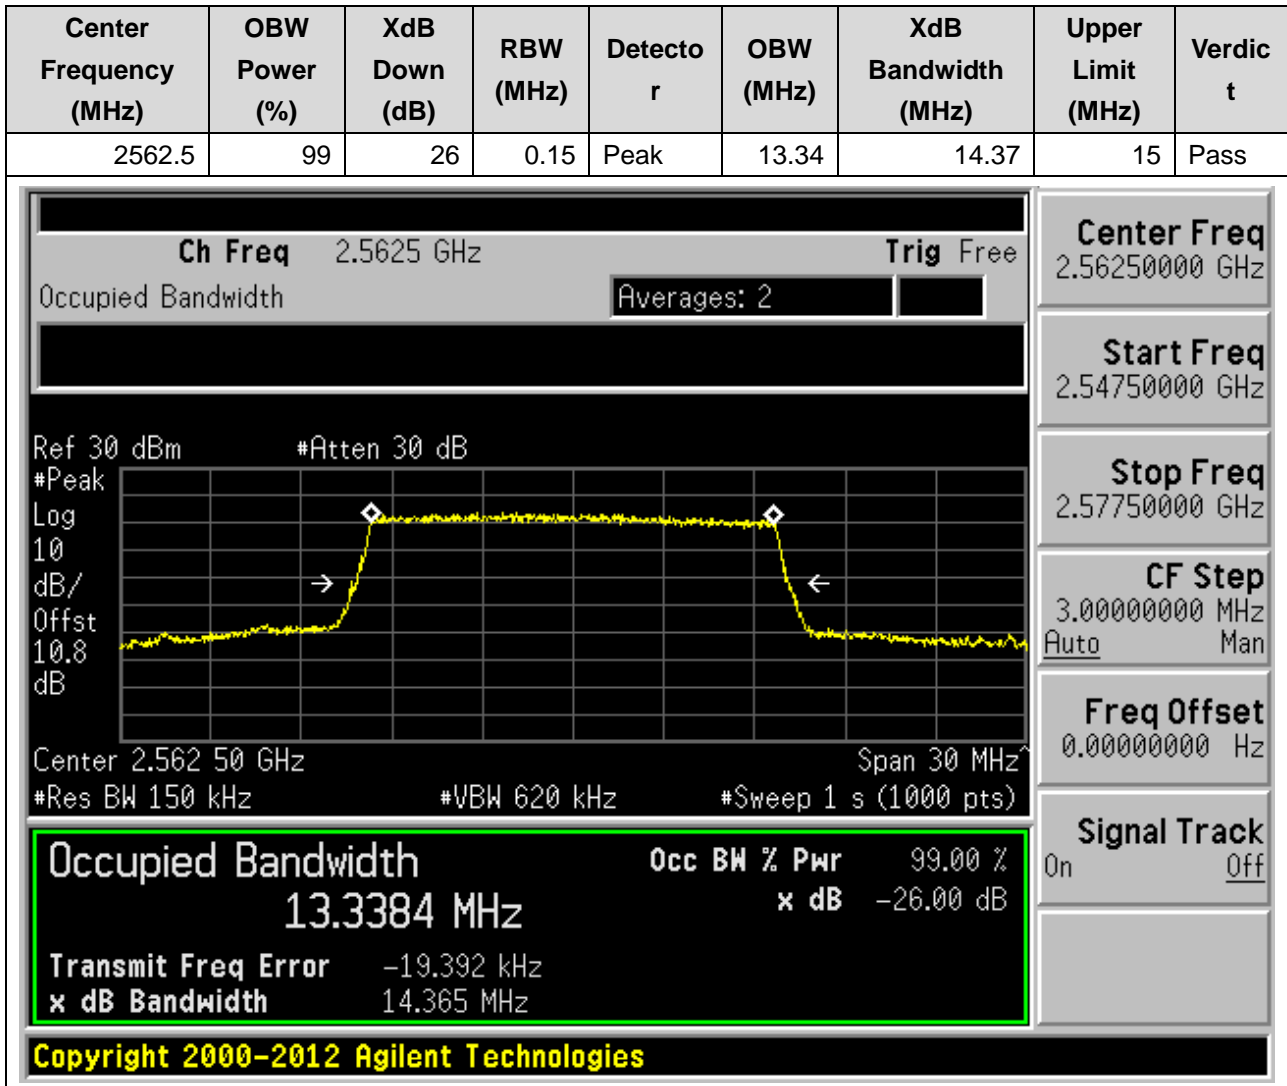 Center Frequency (MHz) OBW Power (%) XdB Down (dB) RBW (MHz) Detecto r OBW (MHz) XdB Bandwidth (MHz) Upper Limit (MHz) Verdic t
2562.5 99 26 0.15 Peak 13.34 14.37 15 Pass
Ch Freq 2.5625 GHz Trig Free
Occupied Bandwidth Averages: 2
Ref 30 dBm #Atten 30 dB
#Peak
Log
10
dB/
Offst
10.8
dB
Center 2.562 50 GHz Span 30 MHz^
#Res BW 150 kHz #VBW 620 kHz #Sweep 1 s (1000 pts)
Occupied Bandwidth Occ BW % Pwr 99.00 %
13.3384 MHz x dB -26.00 dB
Transmit Freq Error -19.392 kHz
x dB Bandwidth 14.365 MHz
Copyright 2000-2012 Agilent Technologies
Center Freq
2.56250000 GHz
Start Freq
2.54750000 GHz
Stop Freq
2.57750000 GHz
CF Step
3.00000000 MHz
Auto Man
Freq Offset
0.00000000 Hz
Signal Track
On Off